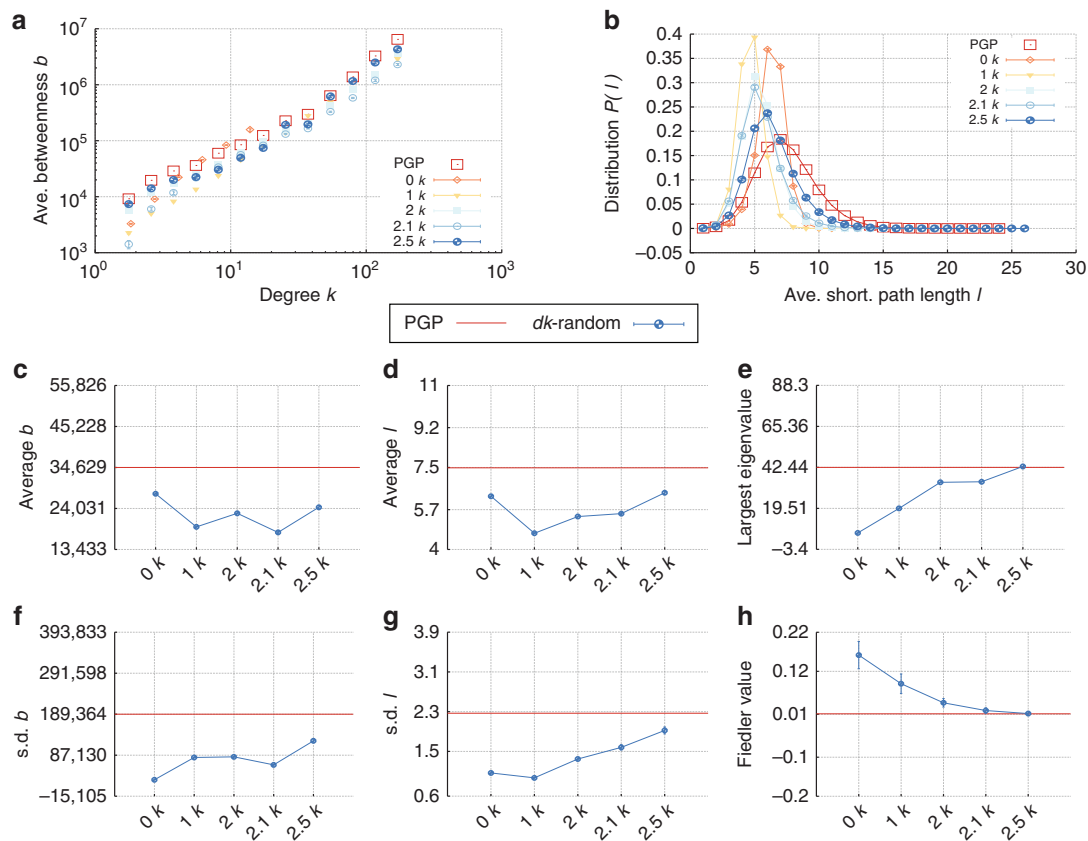 a
Ave. betweenness b
10^7
10^6
10^5
10^4
10^3
10^0
10^1
10^2
10^3
Degree k
PGP
0 k
1 k
2 k
2.1 k
2.5 k
b
Distribution P( l )
0.4
0.35
0.3
0.25
0.2
0.15
0.1
0.05
0
−0.05
0
5
10
15
20
25
30
Ave. short. path length l
PGP
0 k
1 k
2 k
2.1 k
2.5 k
PGP
dk-random
c
Average b
55,826
45,228
34,629
24,031
13,433
0 k
1 k
2 k
2.1 k
2.5 k
d
Average l
11
9.2
7.5
5.7
4
0 k
1 k
2 k
2.1 k
2.5 k
e
Largest eigenvalue
88.3
65.36
42.44
19.51
−3.4
0 k
1 k
2 k
2.1 k
2.5 k
f
s.d. b
393,833
291,598
189,364
87,130
−15,105
0 k
1 k
2 k
2.1 k
2.5 k
g
s.d. l
3.9
3.1
2.3
1.5
0.6
0 k
1 k
2 k
2.1 k
2.5 k
h
Fiedler value
0.22
0.12
0.01
−0.1
−0.2
0 k
1 k
2 k
2.1 k
2.5 k